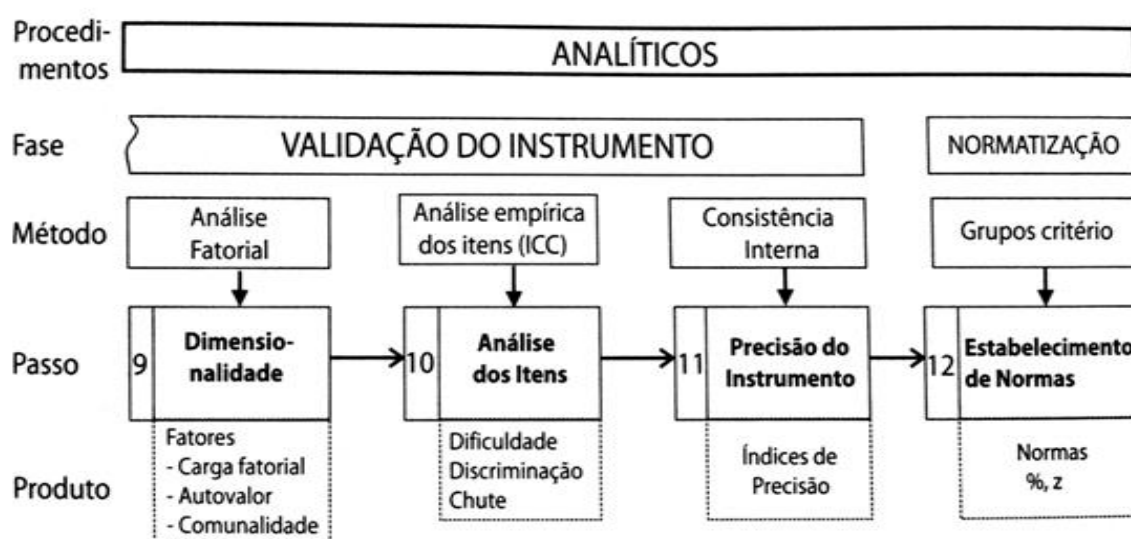 Procedi-
mentos
ANALÍTICOS
Fase
VALIDAÇÃO DO INSTRUMENTO
NORMATIZAÇÃO
Método
Análise
Fatorial
Análise empírica
dos itens (ICC)
Consistência
Interna
Grupos critério
Passo
9
Dimensio-
nalidade
10
Análise
dos Itens
11
Precisão do
Instrumento
12
Estabelecimento
de Normas
Produto
Fatores
- Carga fatorial
- Autovalor
- Comunalidade
Dificuldade
Discriminação
Chute
Índices de
Precisão
Normas
%, z